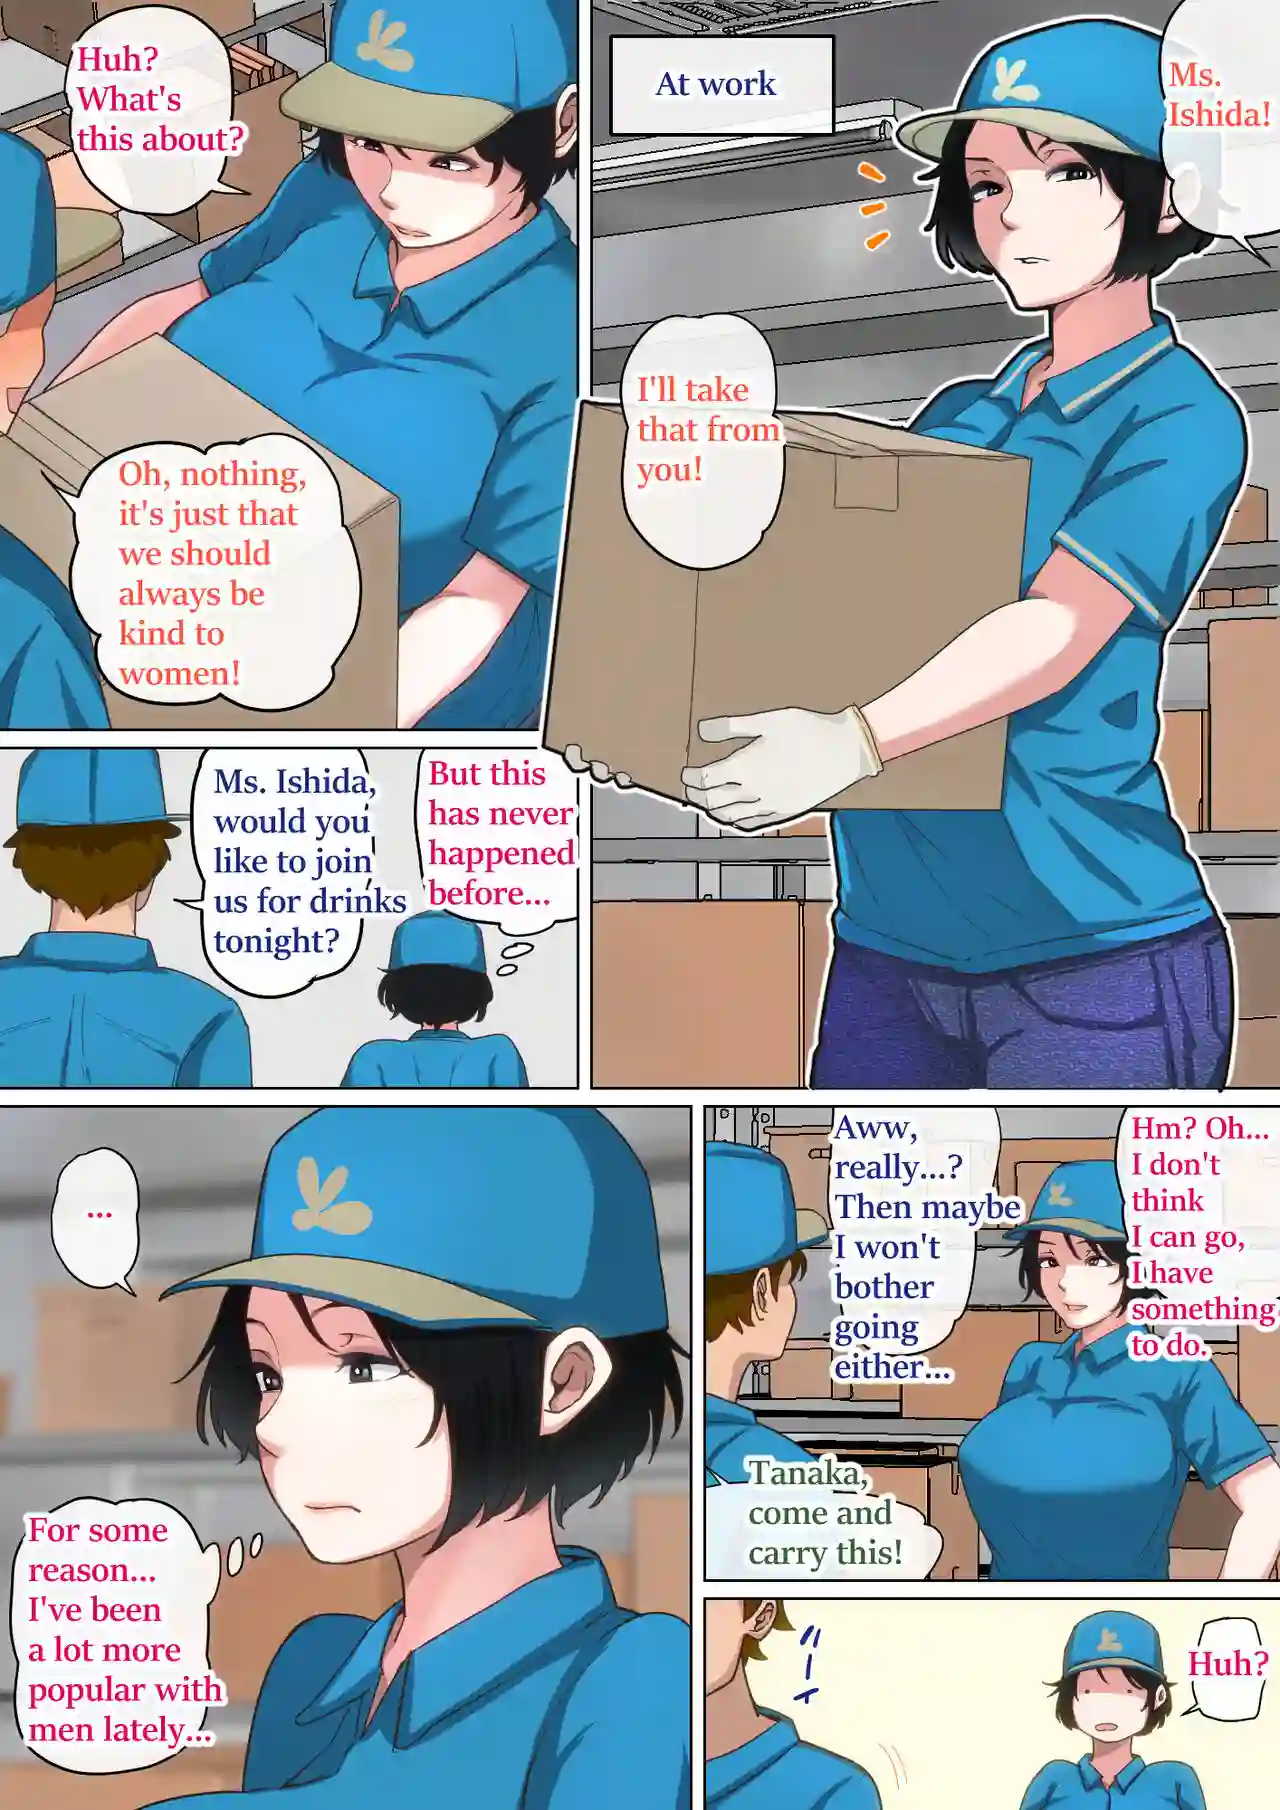 At work
Ms.
Ishida!
I'll take
that from
you!
Huh?
What's
this about?
Oh, nothing,
it's just that
we should
always be
kind to
women!
But this
has never
happened
before...
Ms. Ishida,
would you
like to join
us for drinks
tonight?
Hm? Oh...
I don't
think
I can go,
I have
something
to do.
Aww,
really...?
Then maybe
I won't
bother
going
either...
Tanaka,
come and
carry this!
Huh?
...
For some
reason...
I've been
a lot more
popular with
men lately...